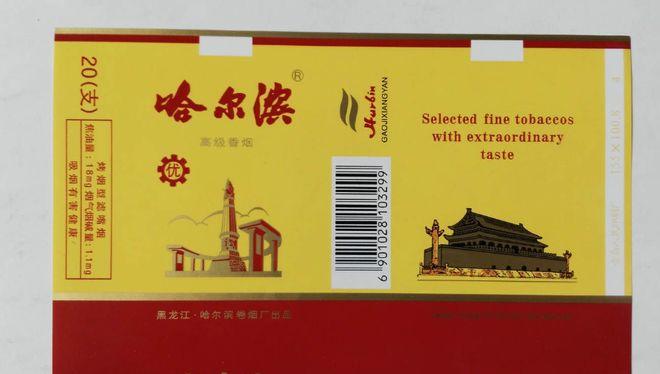 20(支)
烤烟型滤嘴烟
焦油量：18mg 烟气烟碱量：1.1mg
吸烟有害健康
哈尔滨®
高级香烟
优
Harbin
GAOJIXIANGYAN
6 901028 103299
Selected fine tobaccos
with extraordinary
taste
黑龙江·哈尔滨卷烟厂出品